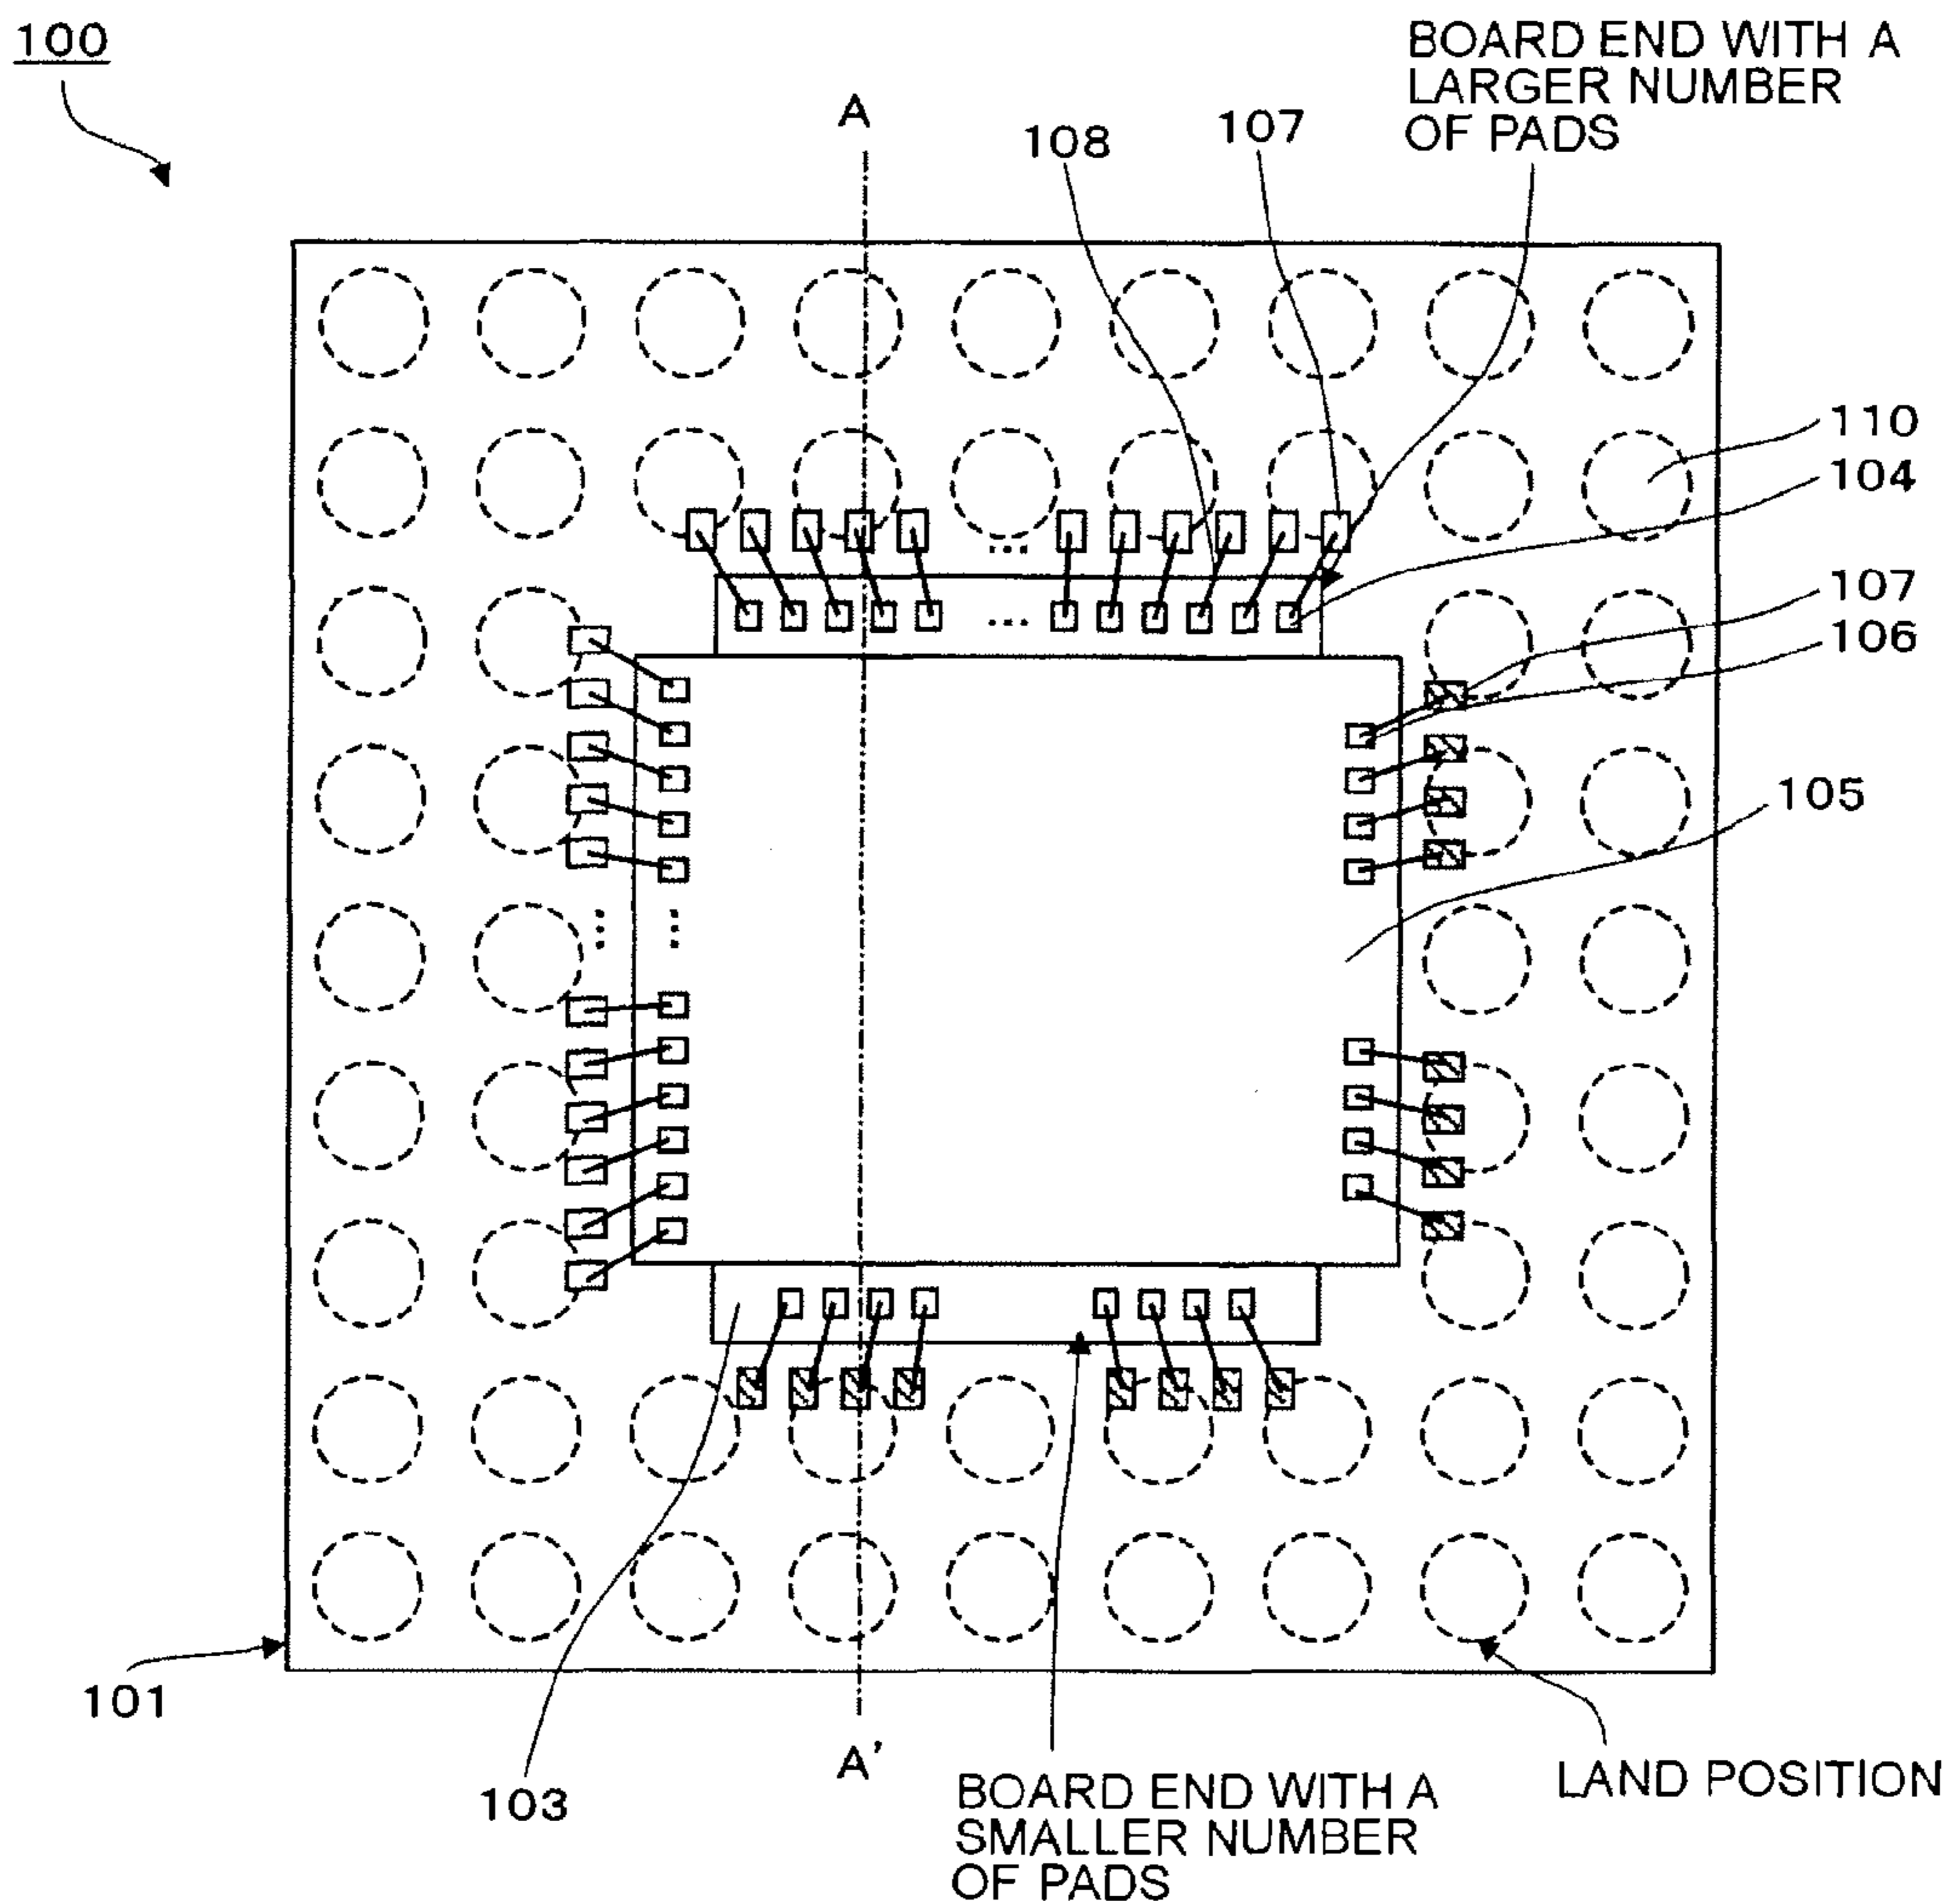 100
BOARD END WITH A
LARGER NUMBER
OF PADS
A
108
107
110
104
107
106
105
...
...
...
...
101
103
A'
BOARD END WITH A
SMALLER NUMBER
OF PADS
LAND POSITION